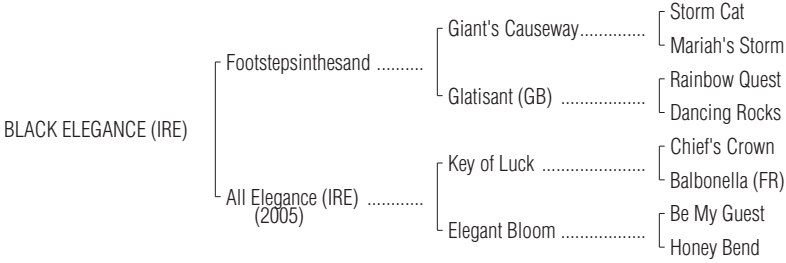 Storm Cat
Giant's Causeway..............
Mariah's Storm
Footstepsinthesand ..........
Rainbow Quest
Glatisant (GB) ..................
Dancing Rocks
BLACK ELEGANCE (IRE)
Chief's Crown
Key of Luck ......................
Balbonella (FR)
All Elegance (IRE) ............
(2005)
Be My Guest
Elegant Bloom ..................
Honey Bend